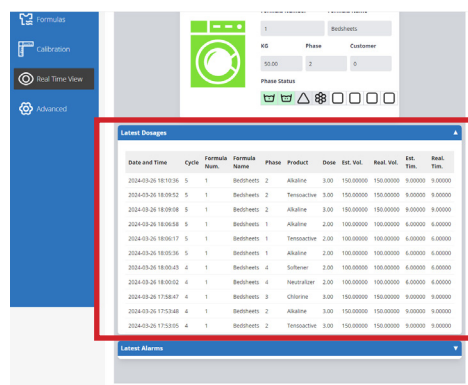 Formulas
Calibration
Real Time View
Advanced
Formula Number Formula Name
1 Bedsheets
KG Phase Customer
50.00 2 0
Phase Status
Latest Dosages
Date and Time Cycle Formula Num. Formula Name Phase Product Dose Est. Vol. Real. Vol. Est. Tim. Real. Tim.
2024-03-26 18:10:36 5 1 Bedsheets 2 Alkaline 3.00 150.00000 150.00000 9.00000 9.00000
2024-03-26 18:09:52 5 1 Bedsheets 2 Tensoactive 3.00 150.00000 150.00000 9.00000 9.00000
2024-03-26 18:09:08 5 1 Bedsheets 2 Alkaline 3.00 150.00000 150.00000 9.00000 9.00000
2024-03-26 18:06:58 5 1 Bedsheets 1 Alkaline 2.00 100.00000 100.00000 6.00000 6.00000
2024-03-26 18:06:17 5 1 Bedsheets 1 Tensoactive 2.00 100.00000 100.00000 6.00000 6.00000
2024-03-26 18:05:36 5 1 Bedsheets 1 Alkaline 2.00 100.00000 100.00000 6.00000 6.00000
2024-03-26 18:00:43 4 1 Bedsheets 4 Softener 2.00 100.00000 100.00000 6.00000 6.00000
2024-03-26 18:00:02 4 1 Bedsheets 4 Neutralizer 2.00 100.00000 100.00000 6.00000 6.00000
2024-03-26 17:58:47 4 1 Bedsheets 3 Chlorine 3.00 150.00000 150.00000 9.00000 9.00000
2024-03-26 17:53:48 4 1 Bedsheets 2 Alkaline 3.00 150.00000 150.00000 9.00000 9.00000
2024-03-26 17:53:05 4 1 Bedsheets 2 Tensoactive 3.00 150.00000 150.00000 9.00000 9.00000
Latest Alarms